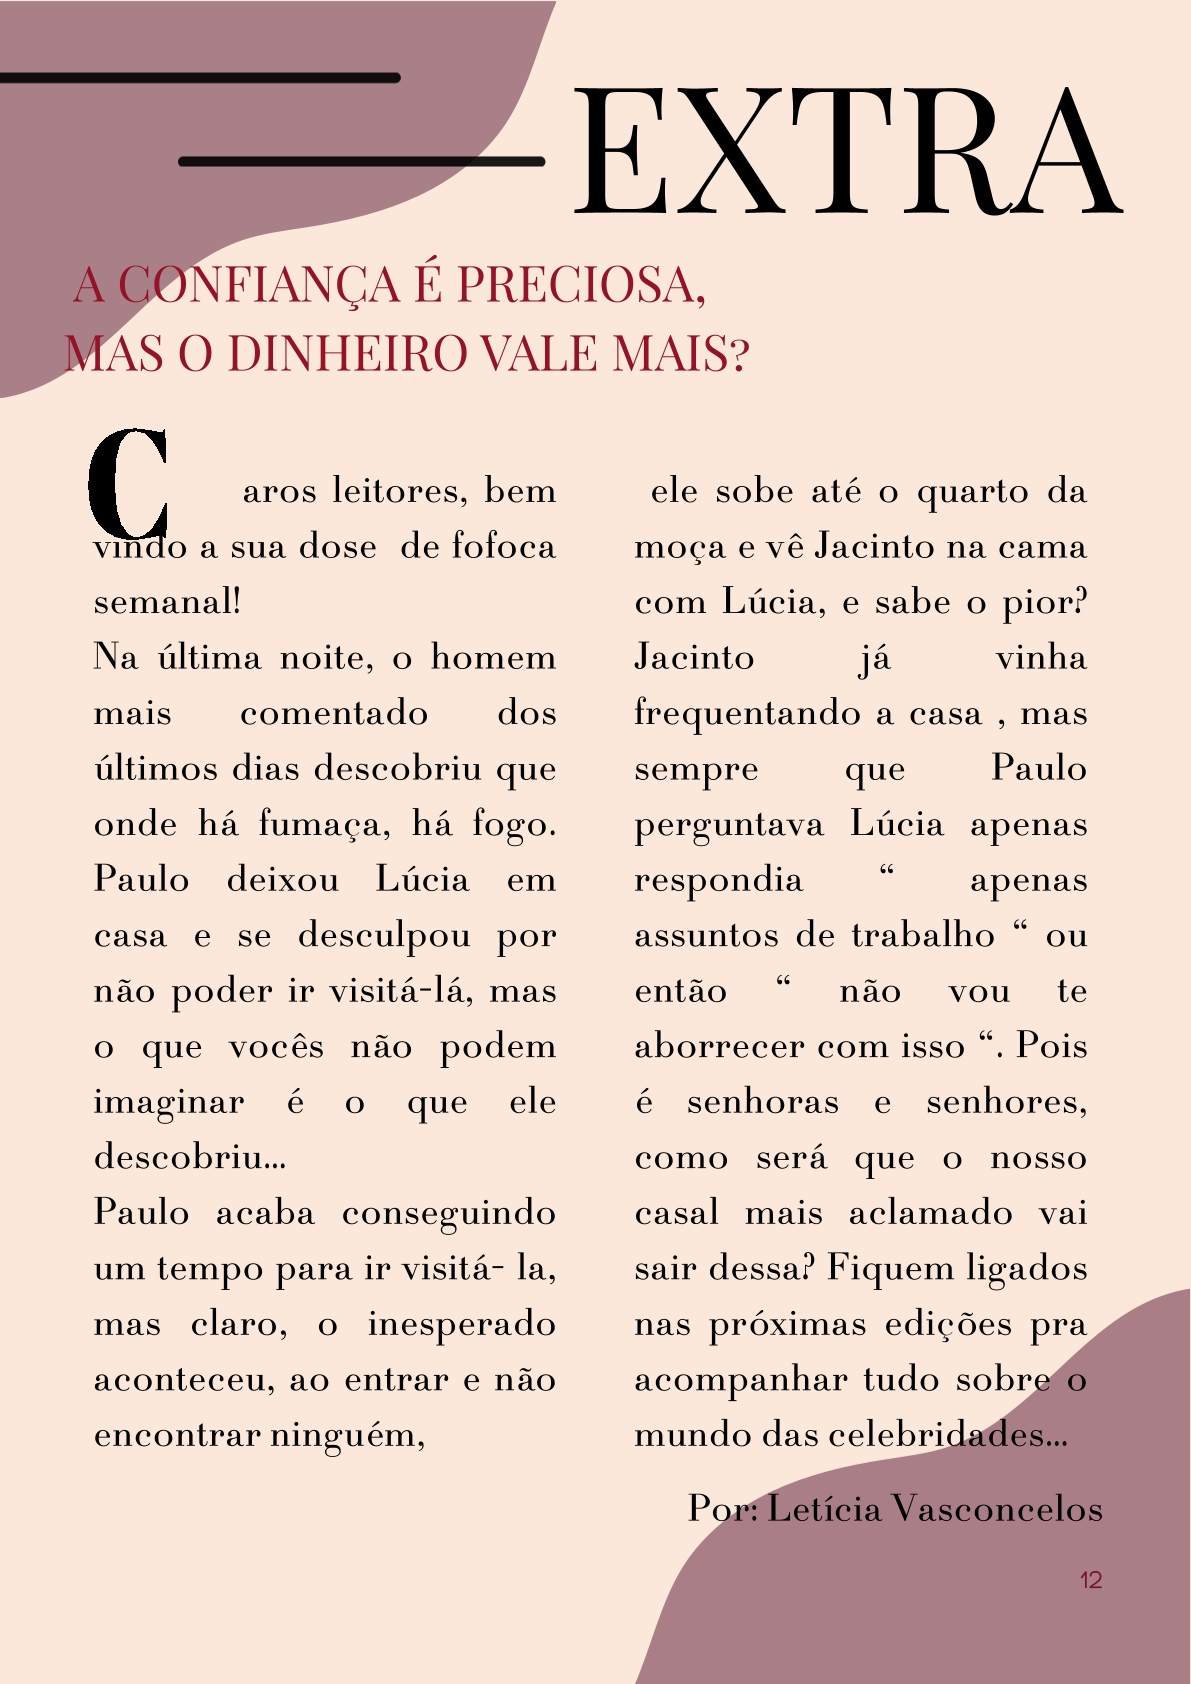 EXTRA
A CONFIANÇA É PRECIOSA,
MAS O DINHEIRO VALE MAIS?
Caros leitores, bem
vindo a sua dose de fofoca
semanal!
Na última noite, o homem
mais comentado dos
últimos dias descobriu que
onde há fumaça, há fogo.
Paulo deixou Lúcia em
casa e se desculpou por
não poder ir visitá-lá, mas
o que vocês não podem
imaginar é o que ele
descobriu...
Paulo acaba conseguindo
um tempo para ir visitá- la,
mas claro, o inesperado
aconteceu, ao entrar e não
encontrar ninguém,
ele sobe até o quarto da
moça e vê Jacinto na cama
com Lúcia, e sabe o pior?
Jacinto já vinha
frequentando a casa , mas
sempre que Paulo
perguntava Lúcia apenas
respondia “ apenas
assuntos de trabalho “ ou
então “ não vou te
aborrecer com isso “. Pois
é senhoras e senhores,
como será que o nosso
casal mais aclamado vai
sair dessa? Fiquem ligados
nas próximas edições pra
acompanhar tudo sobre o
mundo das celebridades...
Por: Letícia Vasconcelos
12